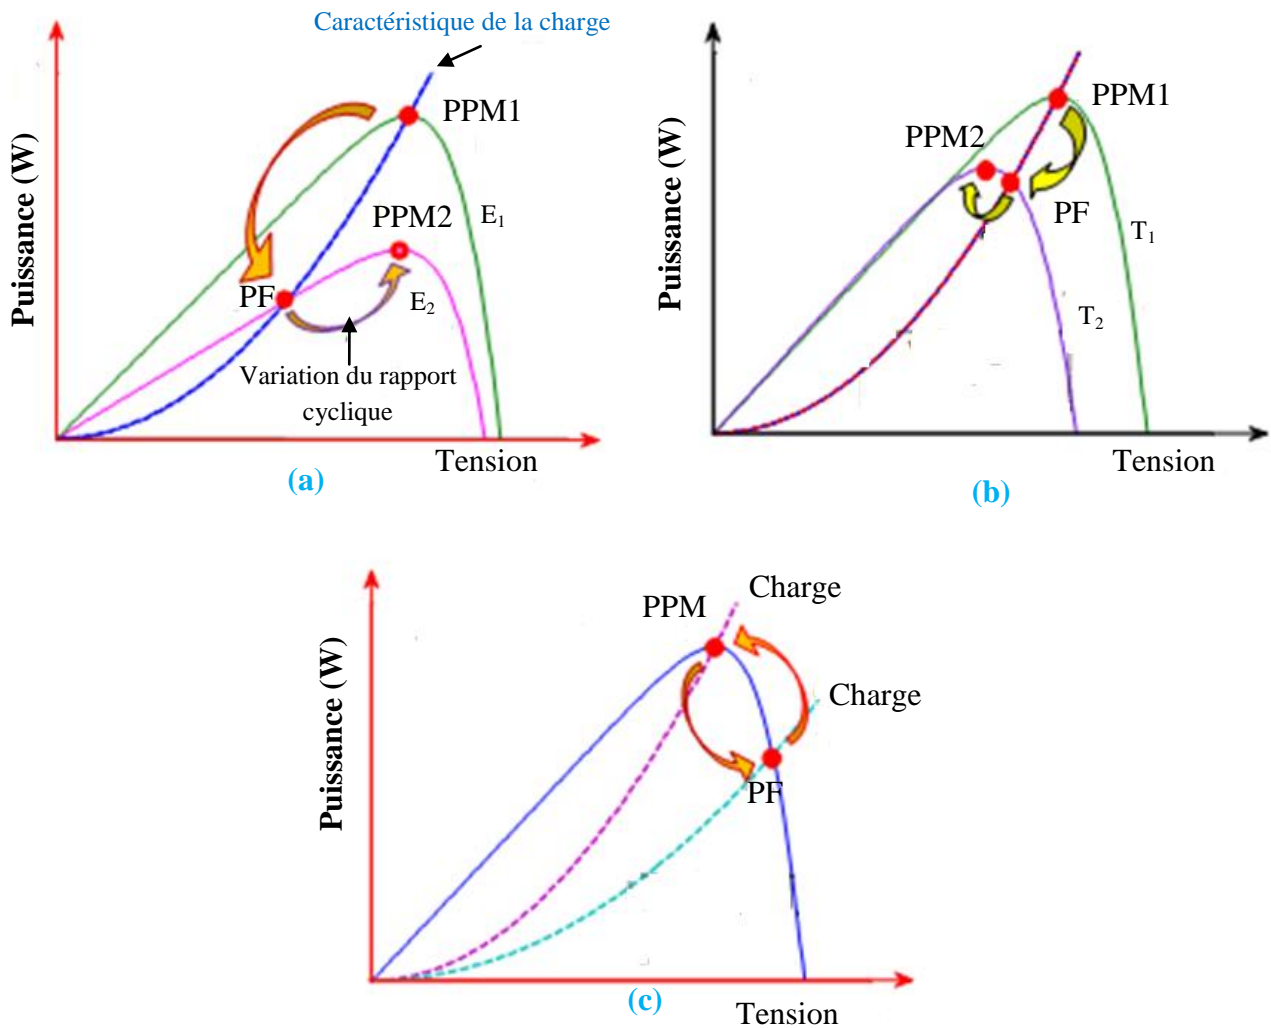 Caractéristique de la charge
PPM1
Puissance (W)
PPM2
E₁
PF
E₂
Variation du rapport
cyclique
Tension
(a)
PPM1
PPM2
Puissance (W)
PF
T₁
T₂
Tension
(b)
Charge
PPM
Charge
Puissance (W)
PF
(c)
Tension